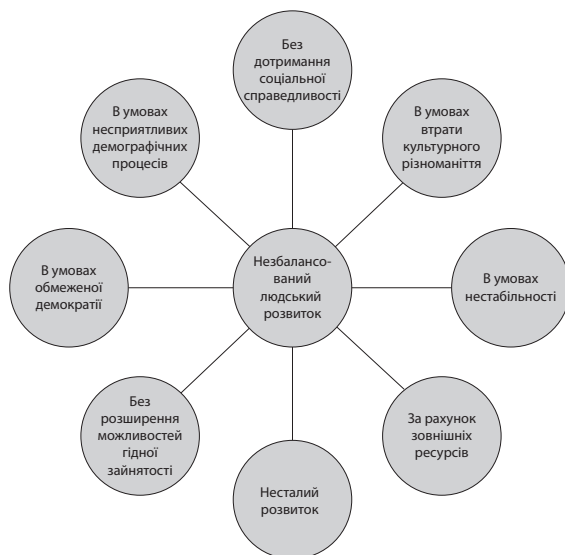 Без
дотримання
соціальної
справедливості
В умовах
несприятливих
демографічних
процесів
В умовах
втрати
культурного
різноманіття
В умовах
обмеженої
демократії
Незбалансо-
ваний
людський
розвиток
В умовах
нестабільності
Без
розширення
можливостей
гідної
зайнятості
За рахунок
зовнішніх
ресурсів
Несталий
розвиток